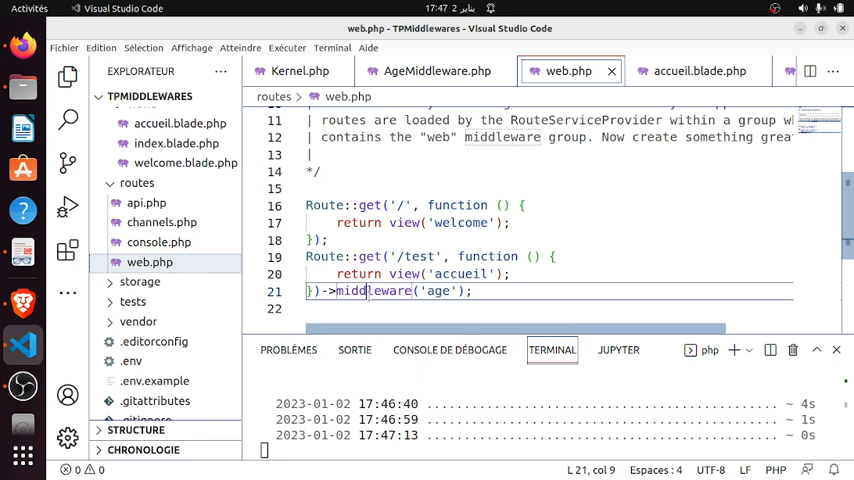 Activités
Visual Studio Code
17:47 2 يناير
web.php - TPMiddlewares - Visual Studio Code
Fichier Edition Sélection Affichage Atteindre Exécuter Terminal Aide
EXPLORATEUR
TPMIDDLEWARES
accueil.blade.php
index.blade.php
welcome.blade.php
routes
api.php
channels.php
console.php
web.php
storage
tests
vendor
.editorconfig
.env
.env.example
.gitattributes
STRUCTURE
CHRONOLOGIE
Kernel.php AgeMiddleware.php web.php accueil.blade.php
routes > web.php
11 | routes are loaded by the RouteServiceProvider within a group wh
12 | contains the "web" middleware group. Now create something great
13 |
14 */
15
16 Route::get('/', function () {
17 return view('welcome');
18 });
19 Route::get('/test', function () {
20 return view('accueil');
21 })->middleware('age');
22
PROBLÈMES SORTIE CONSOLE DE DÉBOGAGE TERMINAL JUPYTER php
2023-01-02 17:46:40 ................................................ ~ 4s
2023-01-02 17:46:59 ................................................ ~ 1s
2023-01-02 17:47:13 ................................................ ~ 0s
0 0 L 21, col 9 Espaces : 4 UTF-8 LF PHP